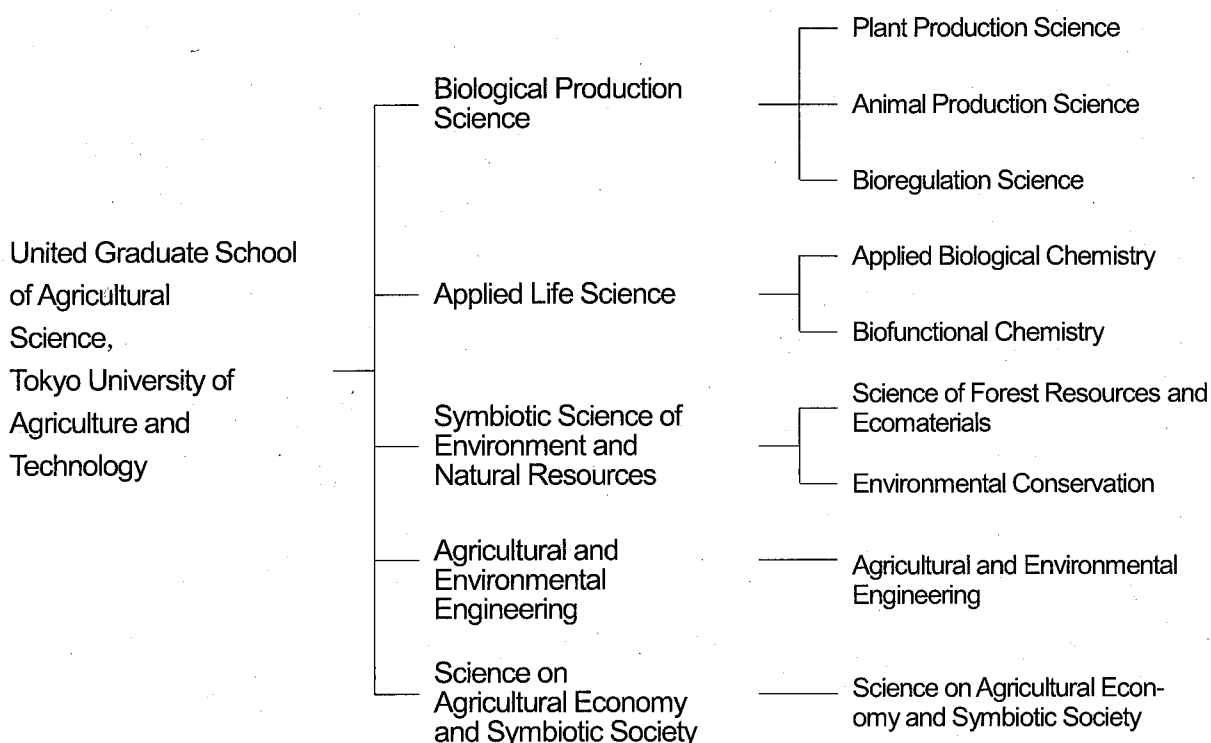 United Graduate School
of Agricultural
Science,
Tokyo University of
Agriculture and
Technology
Biological Production
Science
Plant Production Science
Animal Production Science
Bioregulation Science
Applied Life Science
Applied Biological Chemistry
Biofunctional Chemistry
Symbiotic Science of
Environment and
Natural Resources
Science of Forest Resources and
Ecomaterials
Environmental Conservation
Agricultural and
Environmental
Engineering
Agricultural and Environmental
Engineering
Science on
Agricultural Economy
and Symbiotic Society
Science on Agricultural Econ-
omy and Symbiotic Society